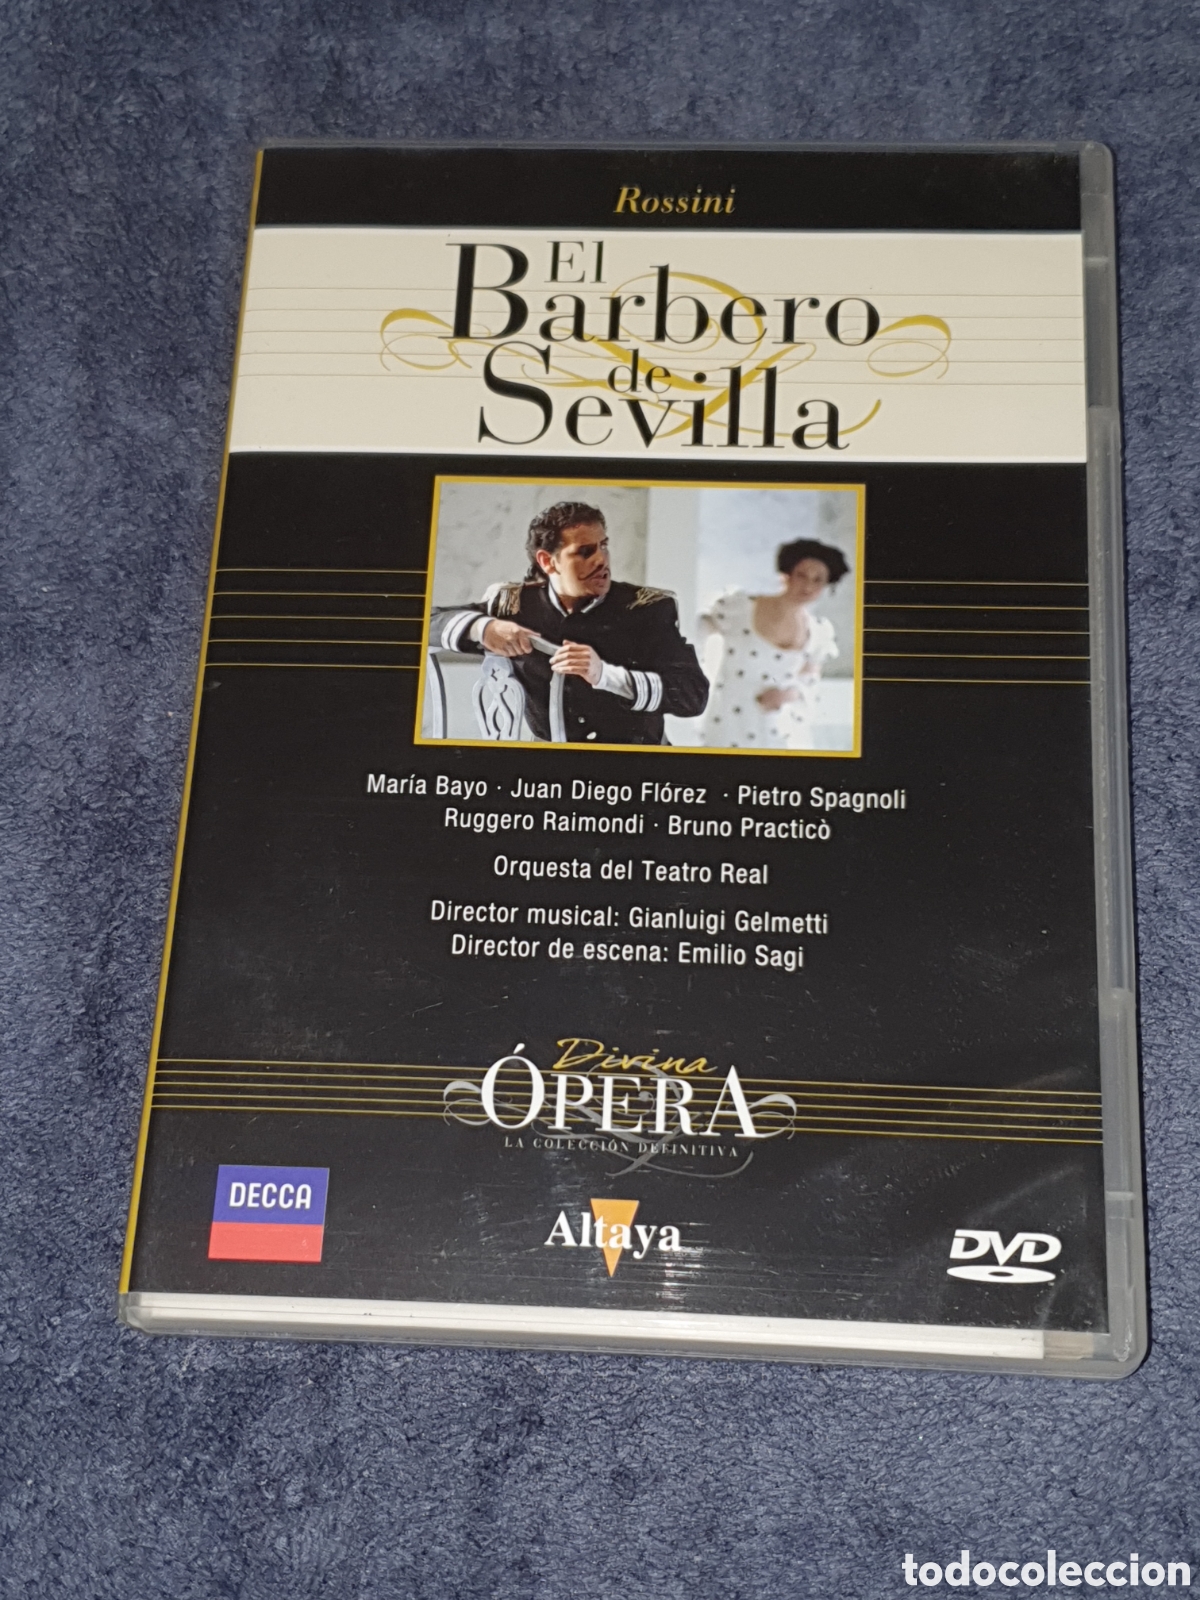 Rossini
El
Barbero
de
Sevilla
María Bayo · Juan Diego Flórez · Pietro Spagnoli
Ruggero Raimondi · Bruno Practicò
Orquesta del Teatro Real
Director musical: Gianluigi Gelmetti
Director de escena: Emilio Sagi
Divina
ÓPERA
LA COLECCIÓN DEFINITIVA
DECCA
Altaya
DVD
todocoleccion